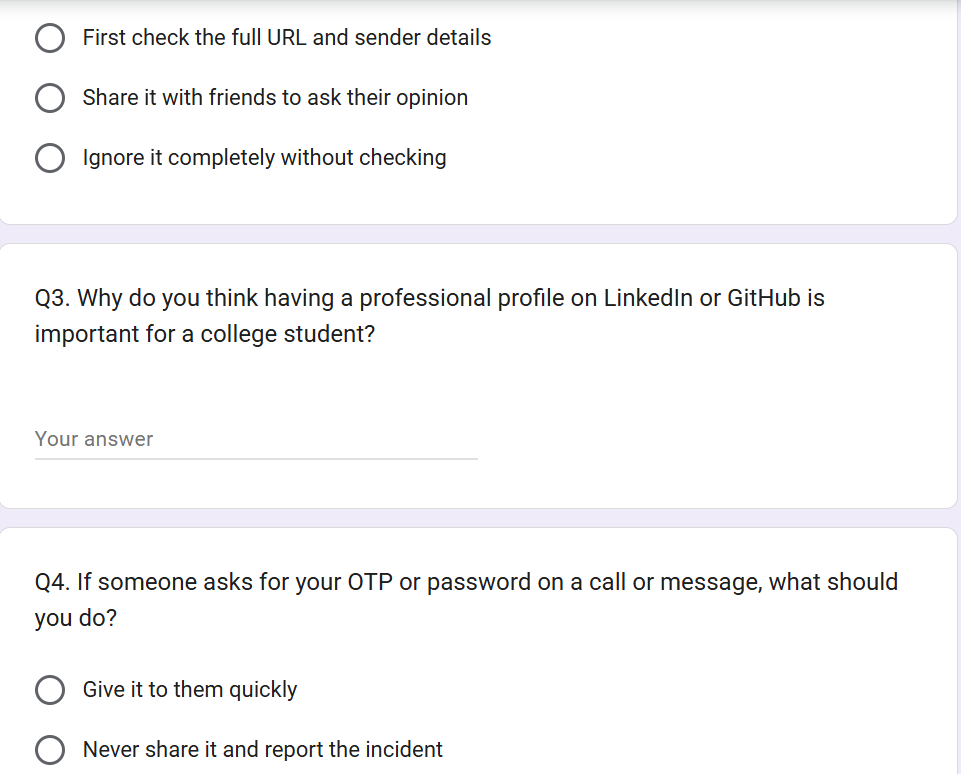 First check the full URL and sender details
Share it with friends to ask their opinion
Ignore it completely without checking
Q3. Why do you think having a professional profile on LinkedIn or GitHub is
important for a college student?
Your answer
Q4. If someone asks for your OTP or password on a call or message, what should
you do?
Give it to them quickly
Never share it and report the incident